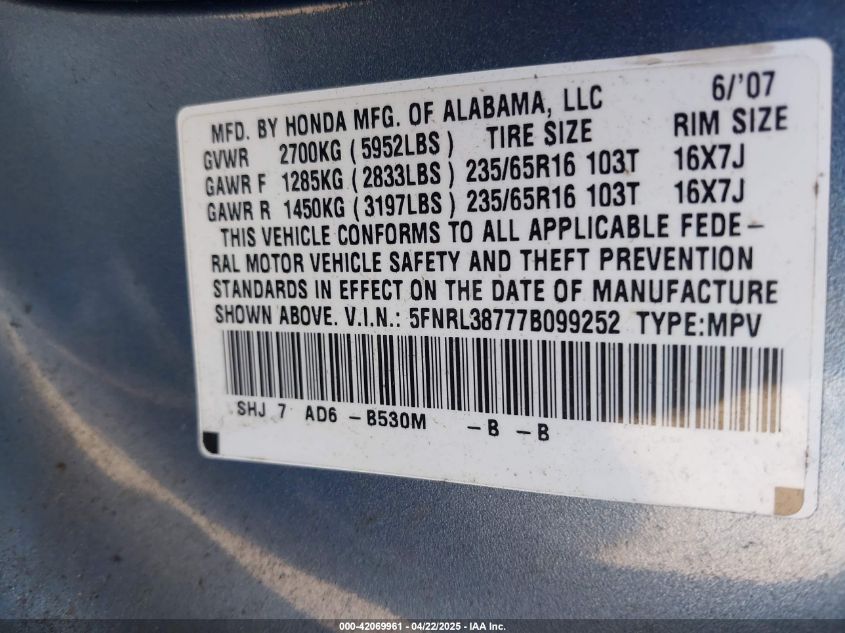 MFD. BY HONDA MFG. OF ALABAMA, LLC 6/'07
GVWR 2700KG (5952LBS) TIRE SIZE RIM SIZE
GAWR F 1285KG (2833LBS) 235/65R16 103T 16X7J
GAWR R 1450KG (3197LBS) 235/65R16 103T 16X7J
THIS VEHICLE CONFORMS TO ALL APPLICABLE FEDE-
RAL MOTOR VEHICLE SAFETY AND THEFT PREVENTION
STANDARDS IN EFFECT ON THE DATE OF MANUFACTURE
SHOWN ABOVE. V.I.N.: 5FNRL38777B099252 TYPE:MPV
SHJ 7 AD6 -B530M -B -B
000-42069961 - 04/22/2025 - IAA Inc.